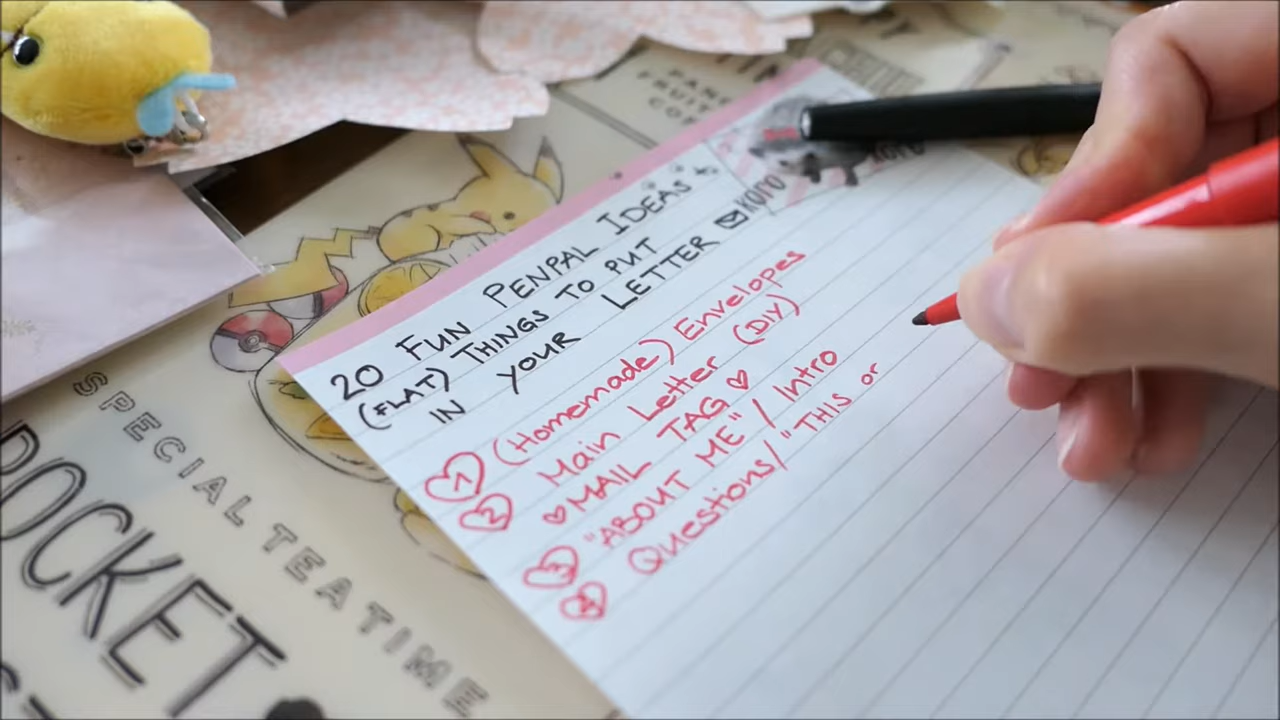 20 FUN PENPAL IDEAS +
(FLAT) THINGS TO PUT
IN YOUR LETTER
Koro
1 (Homemade) Envelopes
2 Main Letter (DIY)
♡ MAIL TAG ♡
3 "ABOUT ME" / Intro
4 Questions/"THIS or
SPECIAL TEATIME
POCKET